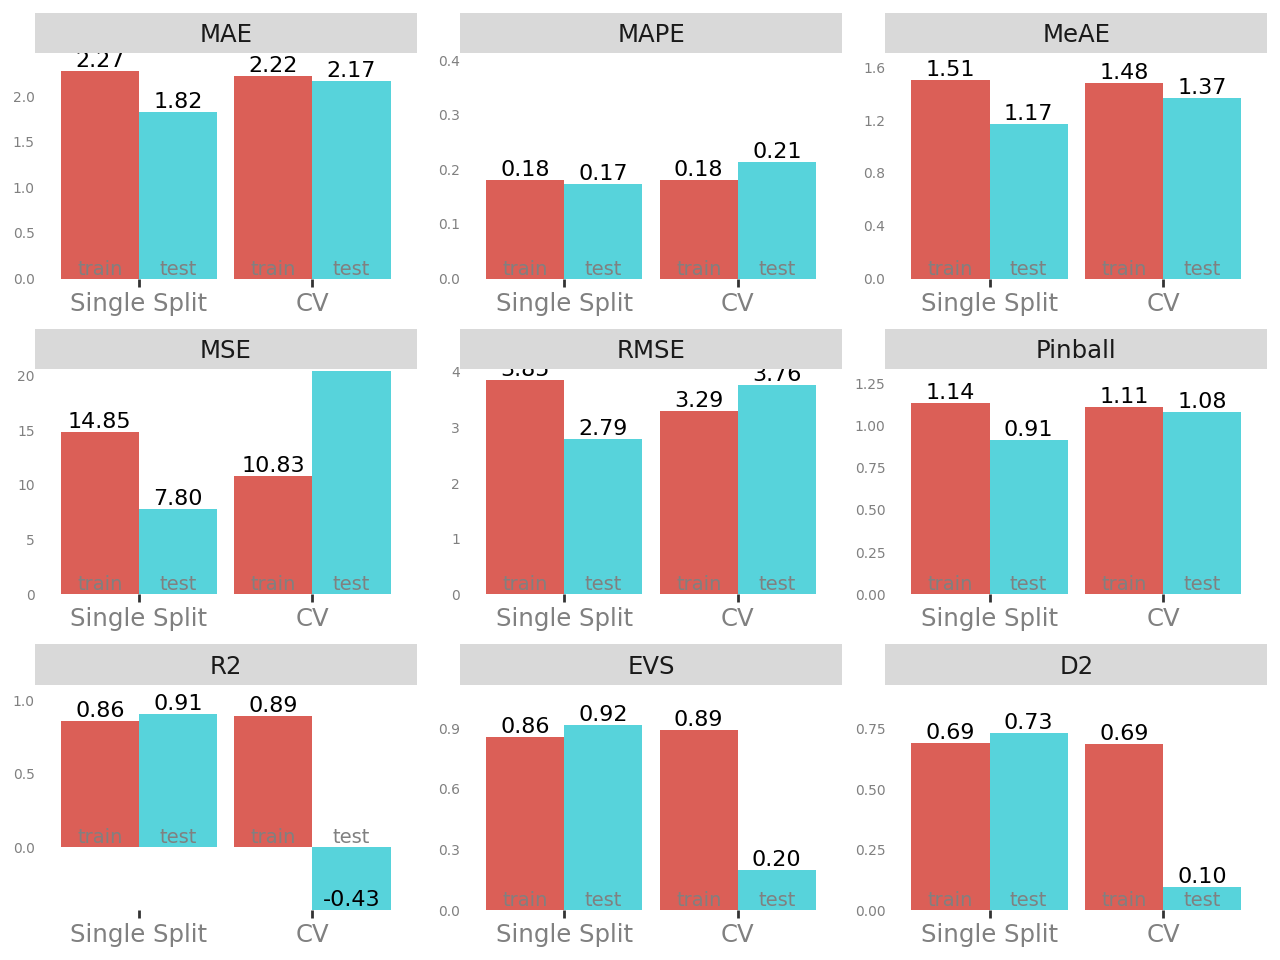 MAE
MAPE
MeAE
2.27
1.82
2.22
2.17
2.0
1.5
1.0
0.5
0.0
train
test
train
test
Single Split
CV
0.4
0.3
0.2
0.1
0.0
0.18
0.17
0.18
0.21
train
test
train
test
Single Split
CV
1.6
1.2
0.8
0.4
0.0
1.51
1.17
1.48
1.37
train
test
train
test
Single Split
CV
MSE
RMSE
Pinball
20
15
10
5
0
14.85
7.80
10.83
train
test
train
test
Single Split
CV
4
3
2
1
0
3.85
2.79
3.29
3.76
train
test
train
test
Single Split
CV
1.25
1.00
0.75
0.50
0.25
0.00
1.14
0.91
1.11
1.08
train
test
train
test
Single Split
CV
R2
EVS
D2
1.0
0.5
0.0
0.86
0.91
0.89
-0.43
train
test
train
test
Single Split
CV
0.9
0.6
0.3
0.0
0.86
0.92
0.89
0.20
train
test
train
test
Single Split
CV
0.75
0.50
0.25
0.00
0.69
0.73
0.69
0.10
train
test
train
test
Single Split
CV